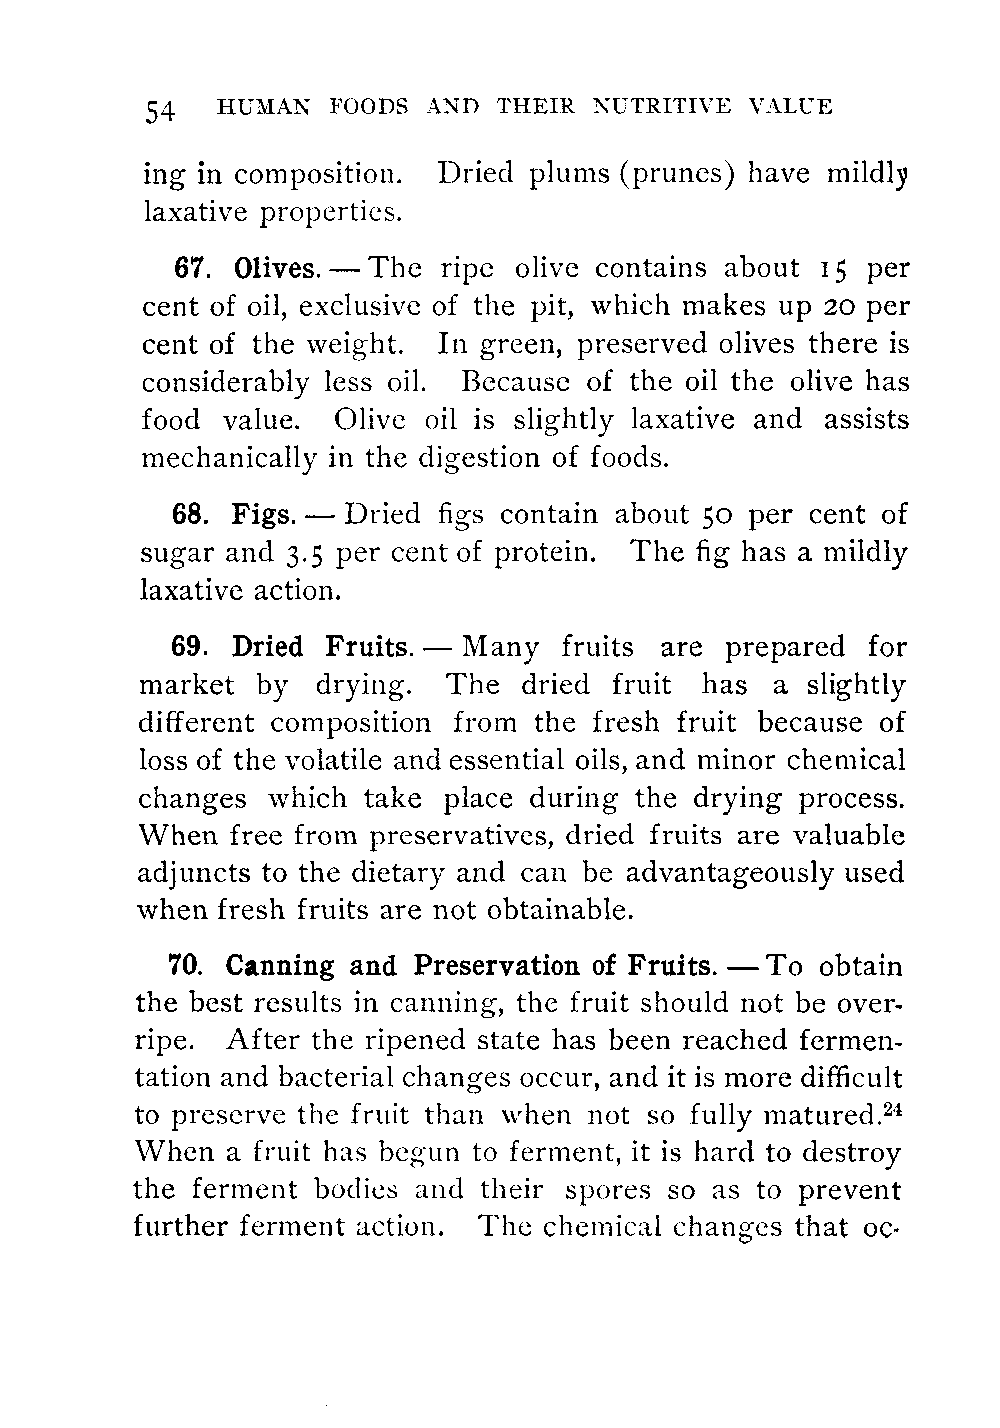 54 HUMAN FOODS AND THEIR NUTRITIVE VALUE
ing in composition. Dried plums (prunes) have mildly
laxative properties.
67. Olives. — The ripe olive contains about 15 per
cent of oil, exclusive of the pit, which makes up 20 per
cent of the weight. In green, preserved olives there is
considerably less oil. Because of the oil the olive has
food value. Olive oil is slightly laxative and assists
mechanically in the digestion of foods.
68. Figs. — Dried figs contain about 50 per cent of
sugar and 3.5 per cent of protein. The fig has a mildly
laxative action.
69. Dried Fruits. — Many fruits are prepared for
market by drying. The dried fruit has a slightly
different composition from the fresh fruit because of
loss of the volatile and essential oils, and minor chemical
changes which take place during the drying process.
When free from preservatives, dried fruits are valuable
adjuncts to the dietary and can be advantageously used
when fresh fruits are not obtainable.
70. Canning and Preservation of Fruits. — To obtain
the best results in canning, the fruit should not be over-
ripe. After the ripened state has been reached fermen-
tation and bacterial changes occur, and it is more difficult
to preserve the fruit than when not so fully matured.²⁴
When a fruit has begun to ferment, it is hard to destroy
the ferment bodies and their spores so as to prevent
further ferment action. The chemical changes that oc-